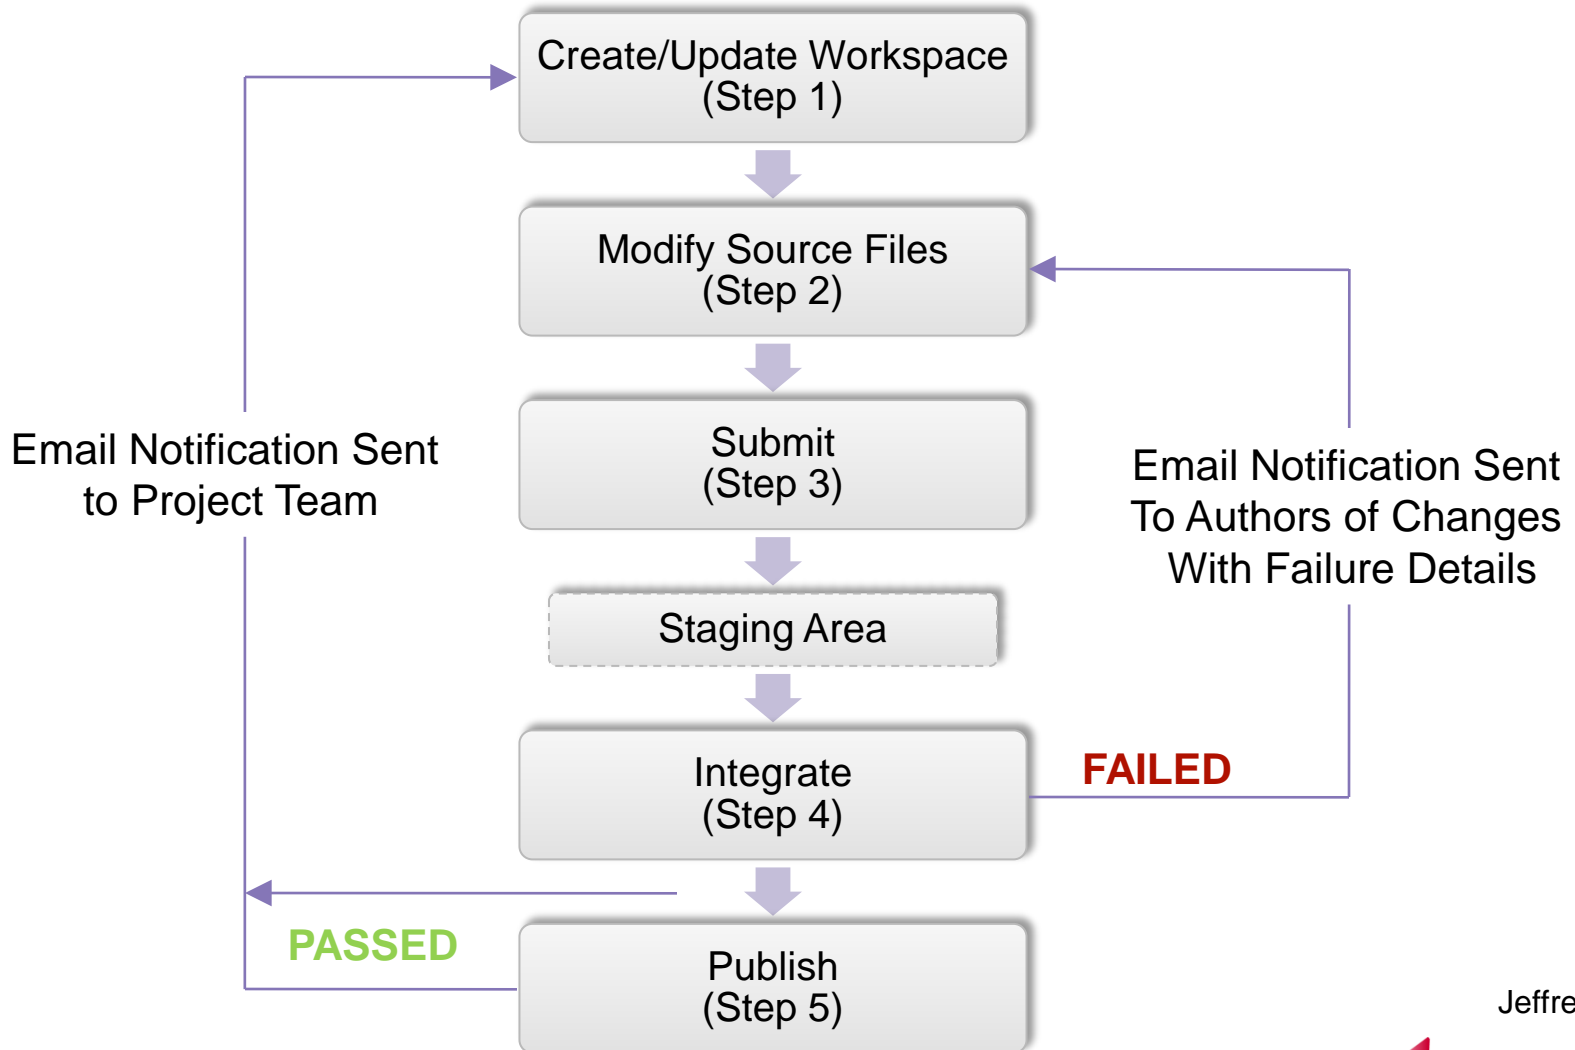 Create/Update Workspace
(Step 1)
Modify Source Files
(Step 2)
Email Notification Sent
to Project Team
Submit
(Step 3)
Email Notification Sent
To Authors of Changes
With Failure Details
Staging Area
Integrate
(Step 4)
FAILED
PASSED
Publish
(Step 5)
Jeffre